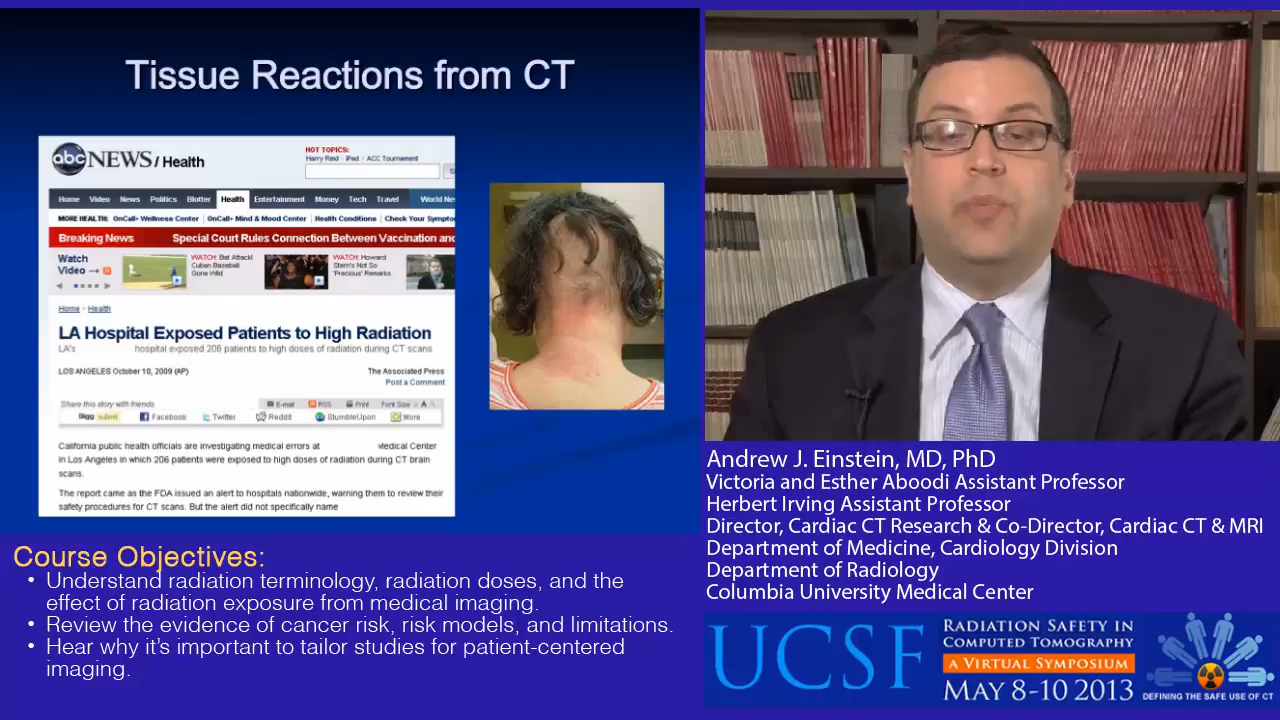 Tissue Reactions from CT
abc NEWS / Health
HOT TOPICS:
Harry Reid · iPad · ACC Tournament
Home Video News Politics Blotter Health Entertainment Money Tech Travel World Ne
MORE HEALTH: OnCall+ Wellness Center | OnCall+ Mind & Mood Center | Health Conditions | Check Your Sympto
Breaking News Special Court Rules Connection Between Vaccination and
Watch
Video →
WATCH: Bat Attack!
Cuban Baseball
Gone Wild
WATCH: Howard
Stern's Not So
'Precious' Remarks
Home > Health
LA Hospital Exposed Patients to High Radiation
LA's hospital exposed 206 patients to high doses of radiation during CT scans
LOS ANGELES October 10, 2009 (AP)
The Associated Press
Post a Comment
Share this story with friends
E-mail RSS Print Font Size: A A
Digg submit Facebook Twitter Reddit StumbleUpon More
California public health officials are investigating medical errors at Medical Center
in Los Angeles in which 206 patients were exposed to high doses of radiation during CT brain
scans.
The report came as the FDA issued an alert to hospitals nationwide, warning them to review their
safety procedures for CT scans. But the alert did not specifically name
Course Objectives:
• Understand radiation terminology, radiation doses, and the
effect of radiation exposure from medical imaging.
• Review the evidence of cancer risk, risk models, and limitations.
• Hear why it's important to tailor studies for patient-centered
imaging.
Andrew J. Einstein, MD, PhD
Victoria and Esther Aboodi Assistant Professor
Herbert Irving Assistant Professor
Director, Cardiac CT Research & Co-Director, Cardiac CT & MRI
Department of Medicine, Cardiology Division
Department of Radiology
Columbia University Medical Center
UCSF
RADIATION SAFETY IN
COMPUTED TOMOGRAPHY
A VIRTUAL SYMPOSIUM
MAY 8-10 2013
DEFINING THE SAFE USE OF CT